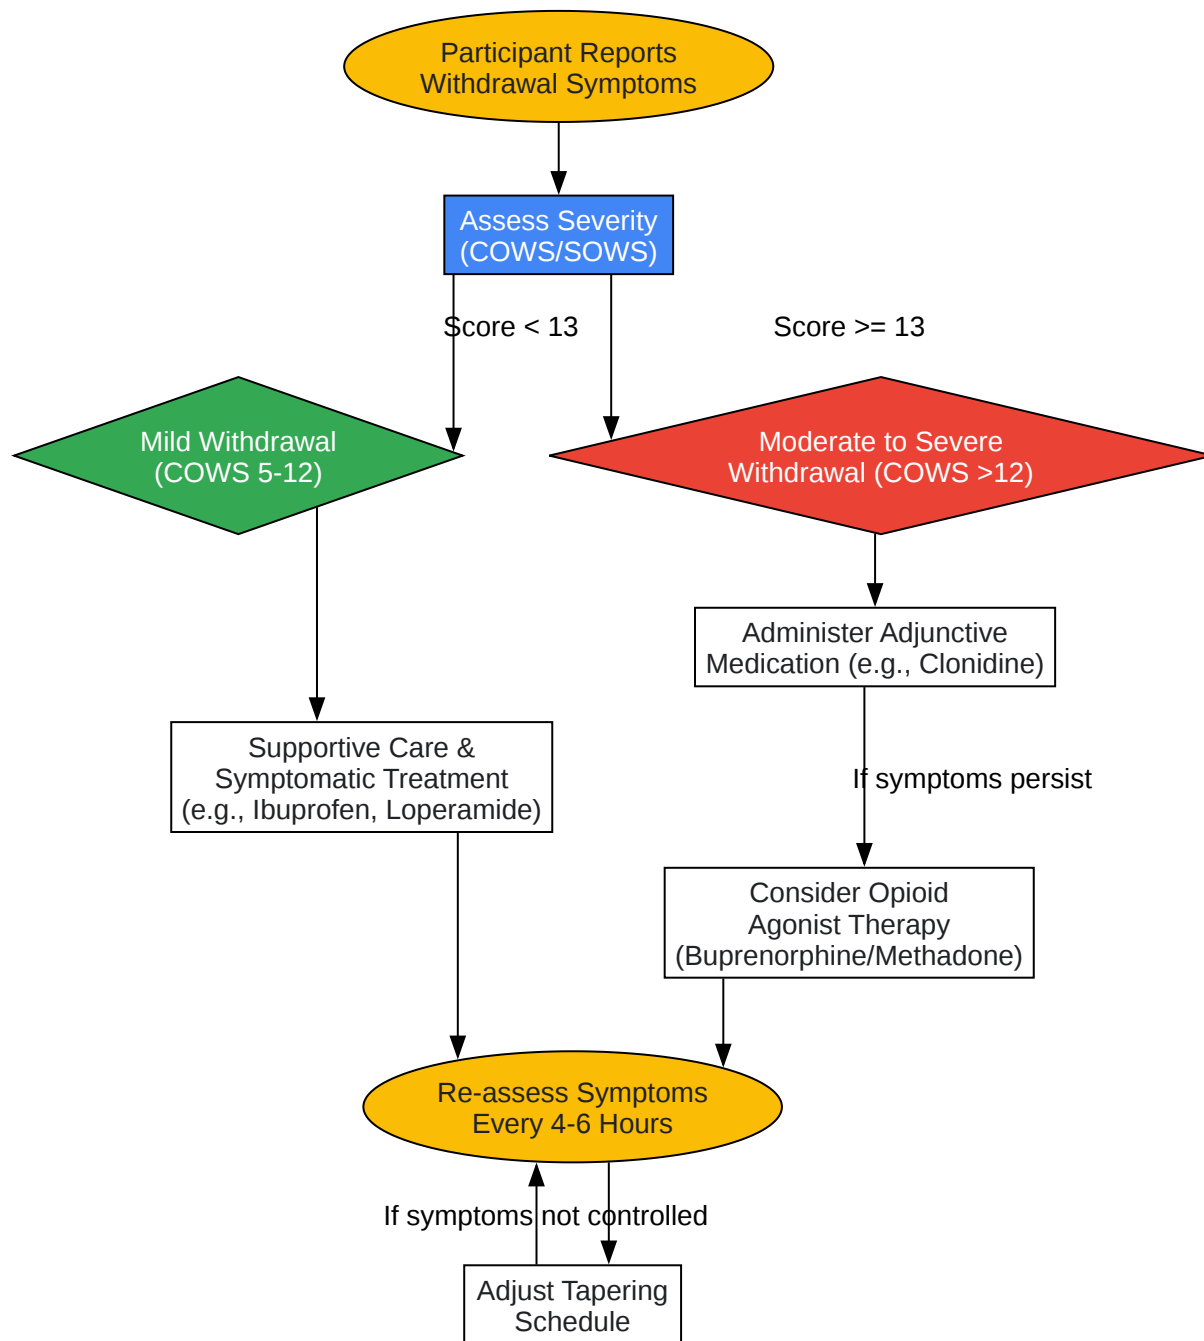 Participant Reports
Withdrawal Symptoms
Assess Severity
(COWS/SOWS)
Score < 13
Score >= 13
Mild Withdrawal
(COWS 5-12)
Moderate to Severe
Withdrawal (COWS >12)
Administer Adjunctive
Medication (e.g., Clonidine)
Supportive Care &
Symptomatic Treatment
(e.g., Ibuprofen, Loperamide)
If symptoms persist
Consider Opioid
Agonist Therapy
(Buprenorphine/Methadone)
Re-assess Symptoms
Every 4-6 Hours
If symptoms not controlled
Adjust Tapering
Schedule